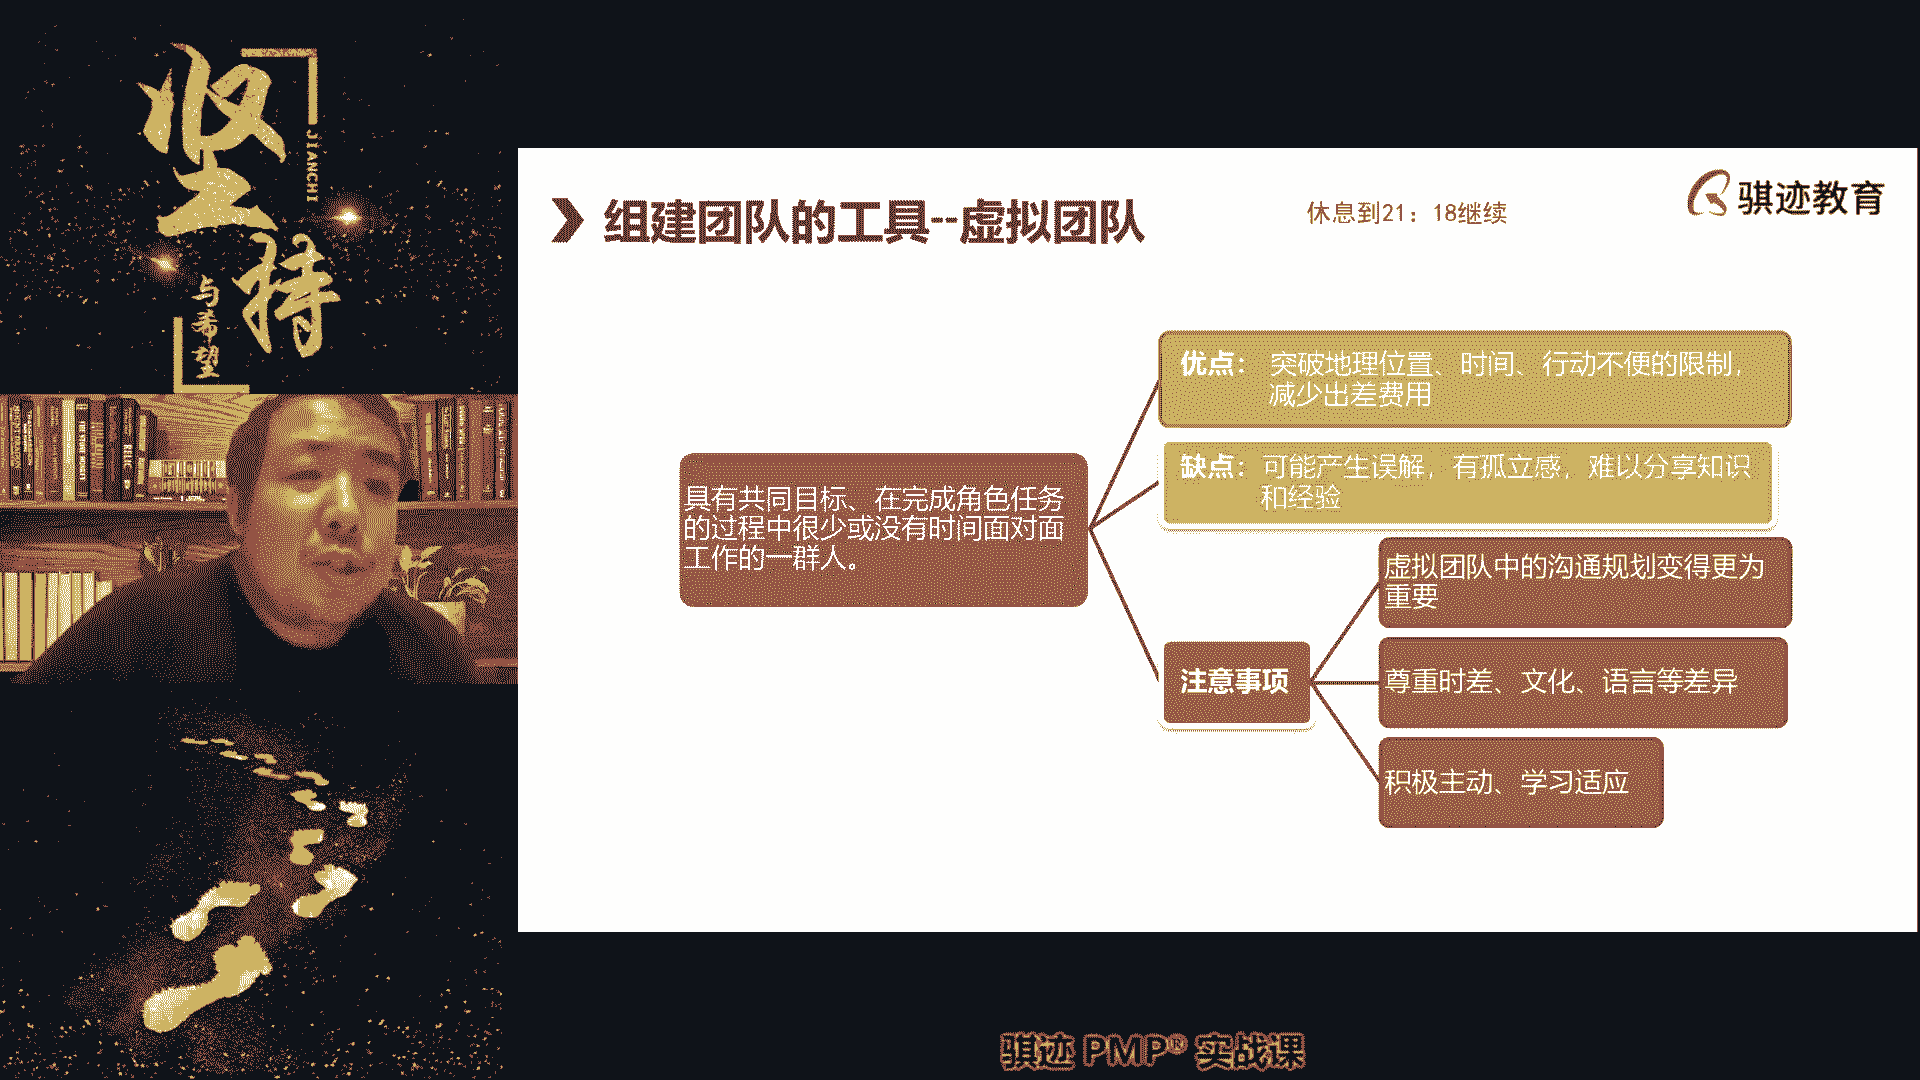 坚持
JIANCHI
与希望
组建团队的工具--虚拟团队
休息到21：18继续
骐迹教育
优点： 突破地理位置、时间、行动不便的限制，
减少出差费用
缺点： 可能产生误解，有孤立感，难以分享知识
和经验
具有共同目标、在完成角色任务
的过程中很少或没有时间面对面
工作的一群人。
注意事项
虚拟团队中的沟通规划变得更为
重要
尊重时差、文化、语言等差异
积极主动、学习适应
骐迹 PMP® 实战课